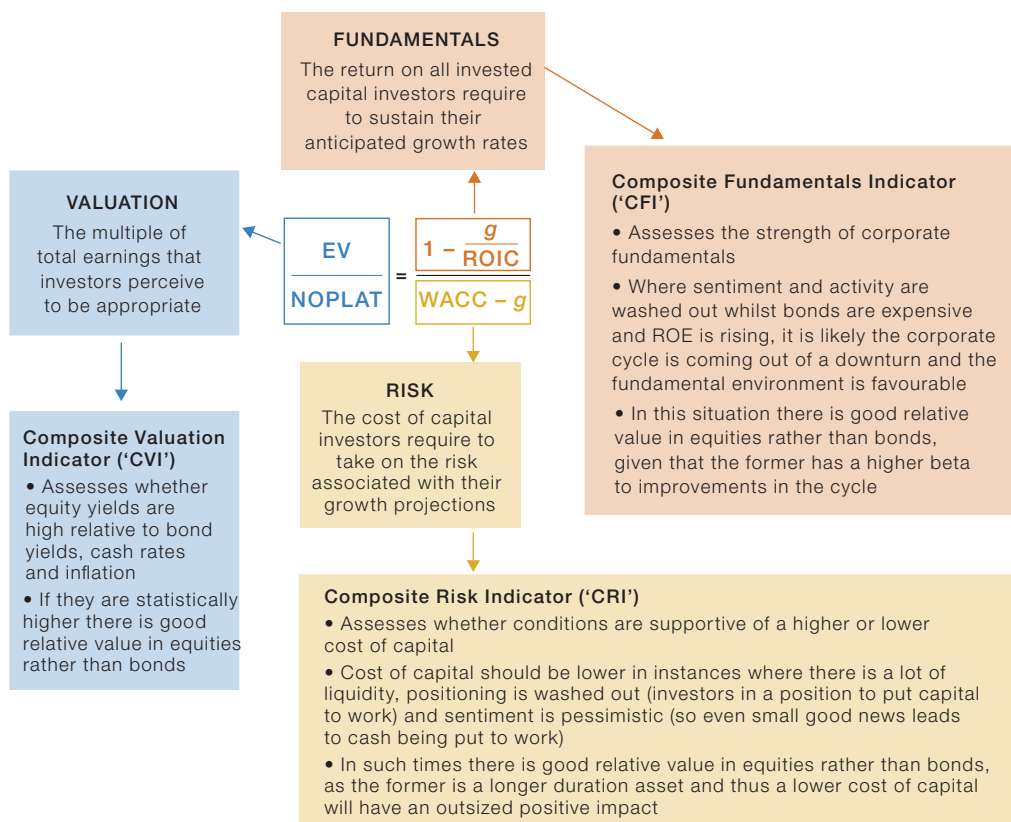 FUNDAMENTALS
The return on all invested
capital investors require
to sustain their
anticipated growth rates
VALUATION
The multiple of
total earnings that
investors perceive
to be appropriate
EV
NOPLAT
=
1 – g
ROIC
WACC – g
Composite Fundamentals Indicator
(‘CFI’)
• Assesses the strength of corporate
fundamentals
• Where sentiment and activity are
washed out whilst bonds are expensive
and ROE is rising, it is likely the corporate
cycle is coming out of a downturn and the
fundamental environment is favourable
• In this situation there is good relative
value in equities rather than bonds,
given that the former has a higher beta
to improvements in the cycle
RISK
The cost of capital
investors require to
take on the risk
associated with their
growth projections
Composite Valuation
Indicator (‘CVI’)
• Assesses whether
equity yields are
high relative to bond
yields, cash rates
and inflation
• If they are statistically
higher there is good
relative value in equities
rather than bonds
Composite Risk Indicator (‘CRI’)
• Assesses whether conditions are supportive of a higher or lower
cost of capital
• Cost of capital should be lower in instances where there is a lot of
liquidity, positioning is washed out (investors in a position to put capital
to work) and sentiment is pessimistic (so even small good news leads
to cash being put to work)
• In such times there is good relative value in equities rather than bonds,
as the former is a longer duration asset and thus a lower cost of capital
will have an outsized positive impact